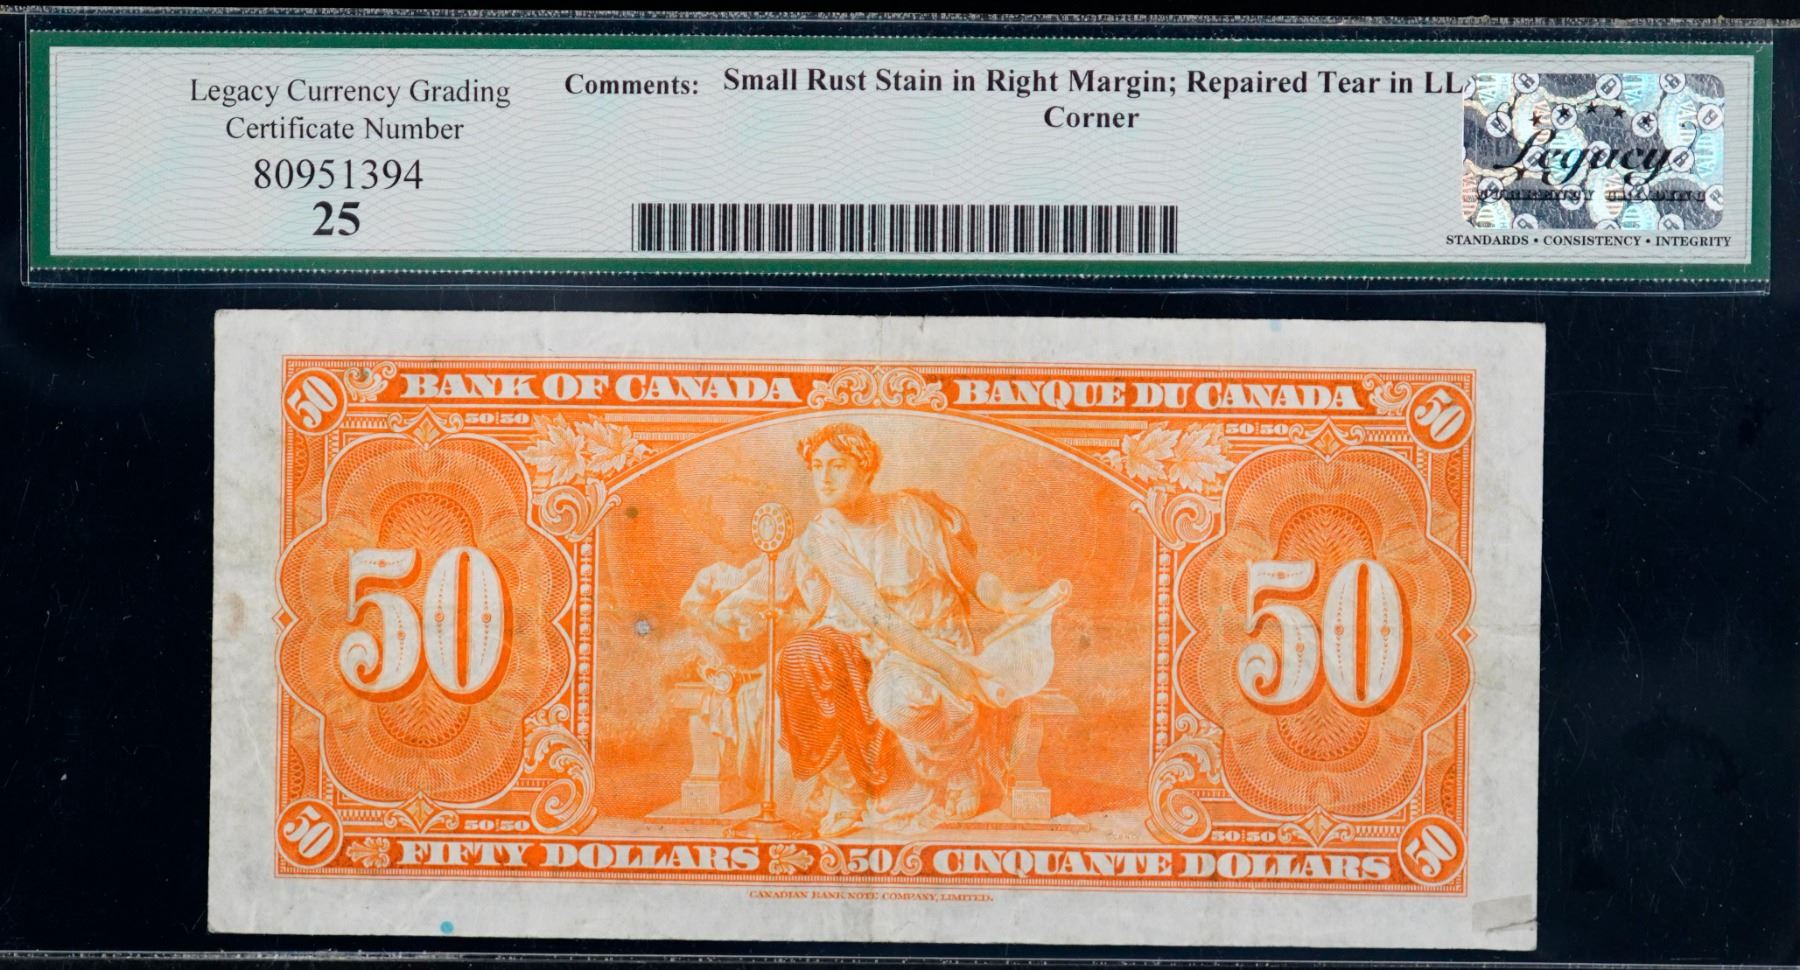 Legacy Currency Grading
Certificate Number
80951394
25
Comments: Small Rust Stain in Right Margin; Repaired Tear in LL
Corner
Legacy
CURRENCY GRADING
STANDARDS • CONSISTENCY • INTEGRITY
50 BANK OF CANADA BANQUE DU CANADA 50
50 50 50 50
50 50
50 50 50 50
50 FIFTY DOLLARS 50 CINQUANTE DOLLARS 50
CANADIAN BANK NOTE COMPANY, LIMITED.